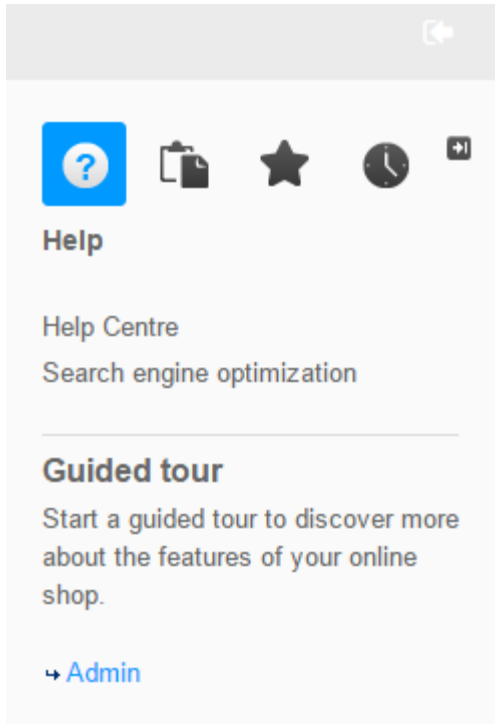 ?
Help
Help Centre
Search engine optimization
Guided tour
Start a guided tour to discover more
about the features of your online
shop.
Admin